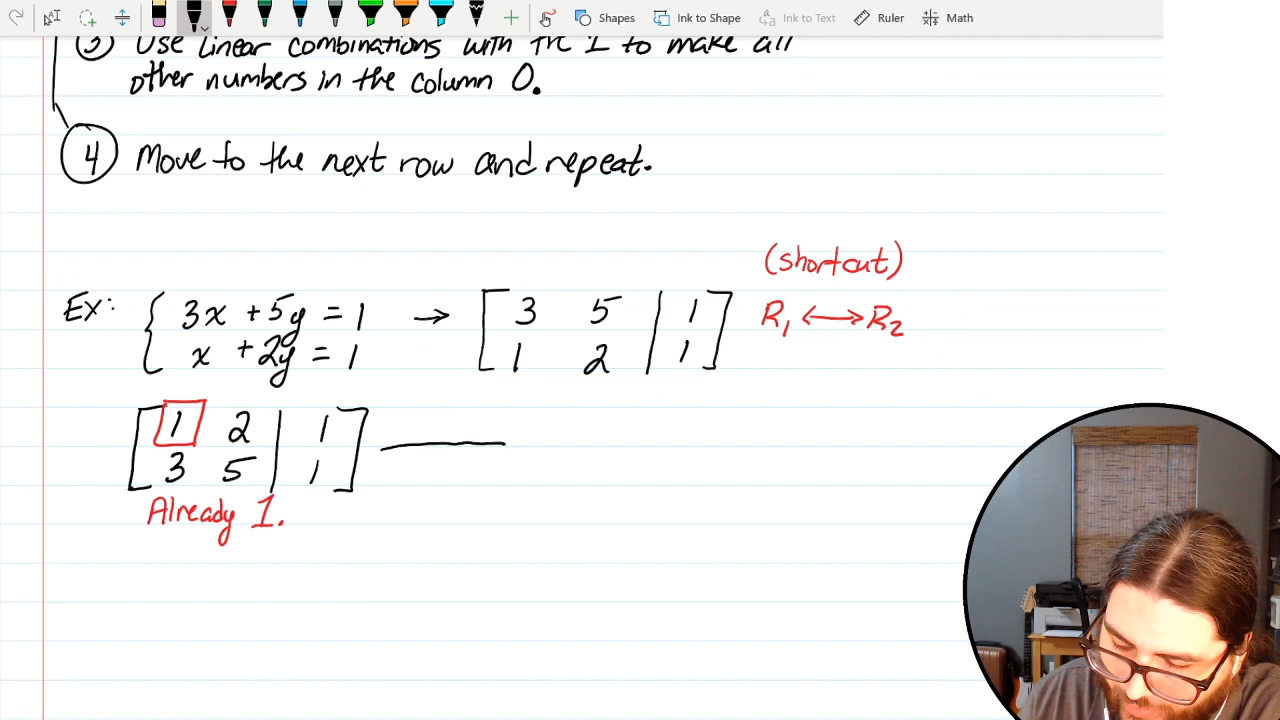 Shapes Ink to Shape Ink to Text Ruler Math
③ Use linear combinations with the 1 to make all
other numbers in the column 0.
④ Move to the next row and repeat.
(shortcut)
Ex: { 3x + 5y = 1 → [ 3 5 | 1 ] R₁ ↔ R₂
x + 2y = 1 [ 1 2 | 1 ]
[ 1 2 | 1 ]
[ 3 5 | 1 ]
Already 1.